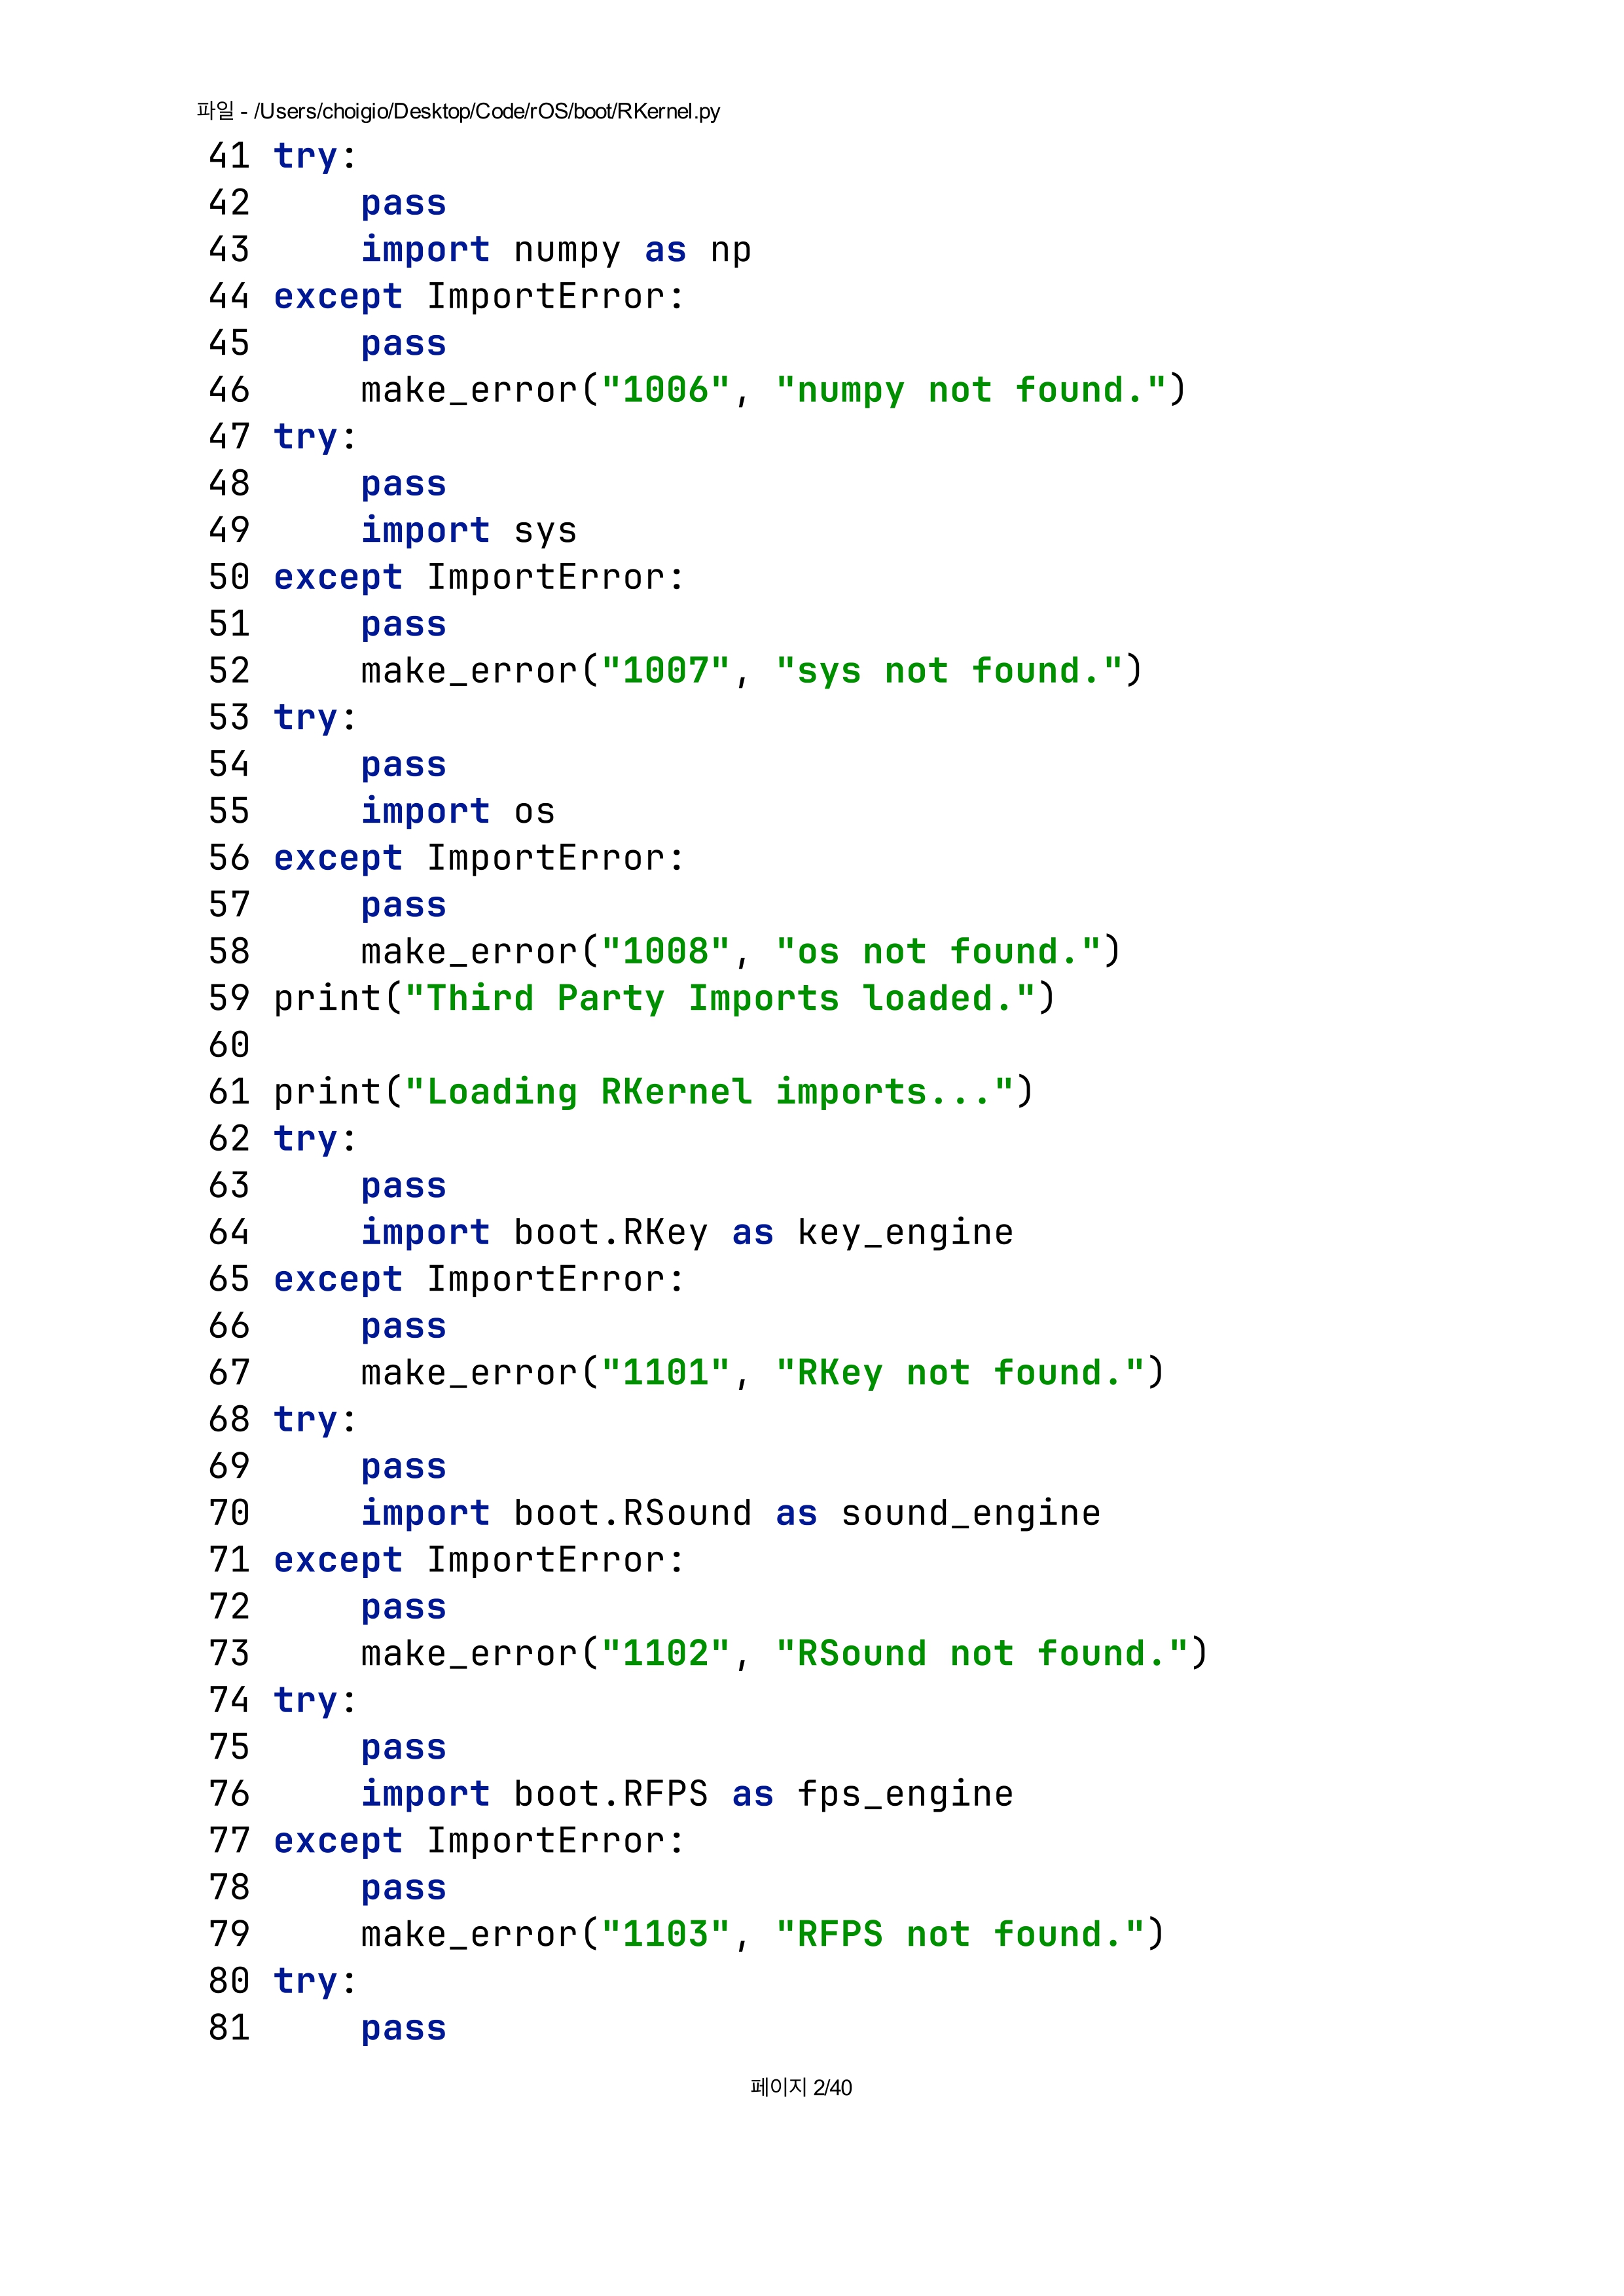 파일 - /Users/choigio/Desktop/Code/rOS/boot/RKernel.py
41 try:
42     pass
43     import numpy as np
44 except ImportError:
45     pass
46     make_error("1006", "numpy not found.")
47 try:
48     pass
49     import sys
50 except ImportError:
51     pass
52     make_error("1007", "sys not found.")
53 try:
54     pass
55     import os
56 except ImportError:
57     pass
58     make_error("1008", "os not found.")
59 print("Third Party Imports loaded.")
60
61 print("Loading RKernel imports...")
62 try:
63     pass
64     import boot.RKey as key_engine
65 except ImportError:
66     pass
67     make_error("1101", "RKey not found.")
68 try:
69     pass
70     import boot.RSound as sound_engine
71 except ImportError:
72     pass
73     make_error("1102", "RSound not found.")
74 try:
75     pass
76     import boot.RFPS as fps_engine
77 except ImportError:
78     pass
79     make_error("1103", "RFPS not found.")
80 try:
81     pass
페이지 2/40